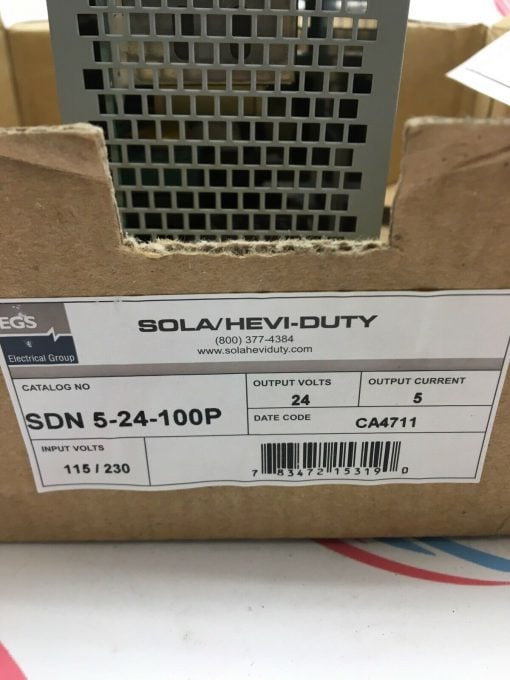 EGS
Electrical Group
SOLA/HEVI-DUTY
(800) 377-4384
www.solaheviduty.com
CATALOG NO
SDN 5-24-100P
OUTPUT VOLTS
24
OUTPUT CURRENT
5
DATE CODE
CA4711
INPUT VOLTS
115 / 230
7 83472 15319 0